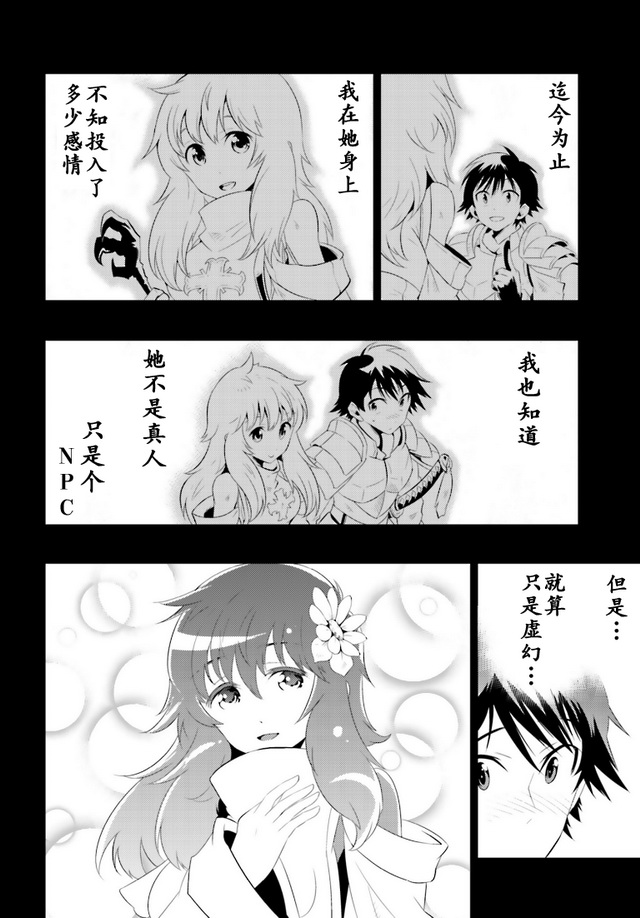 迄今为止
我在她身上
不知投入了
多少感情
我也知道
她不是真人
只是个
NPC
但是…
就算
只是虚幻…